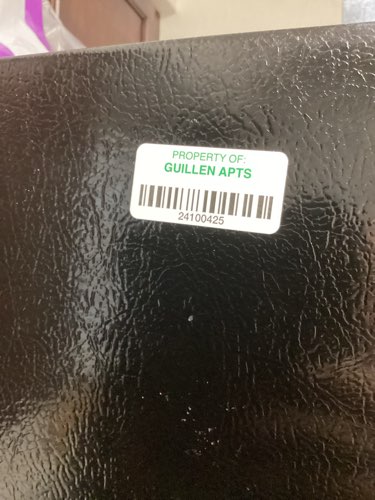 PROPERTY OF:
GUILLEN APTS
24100425